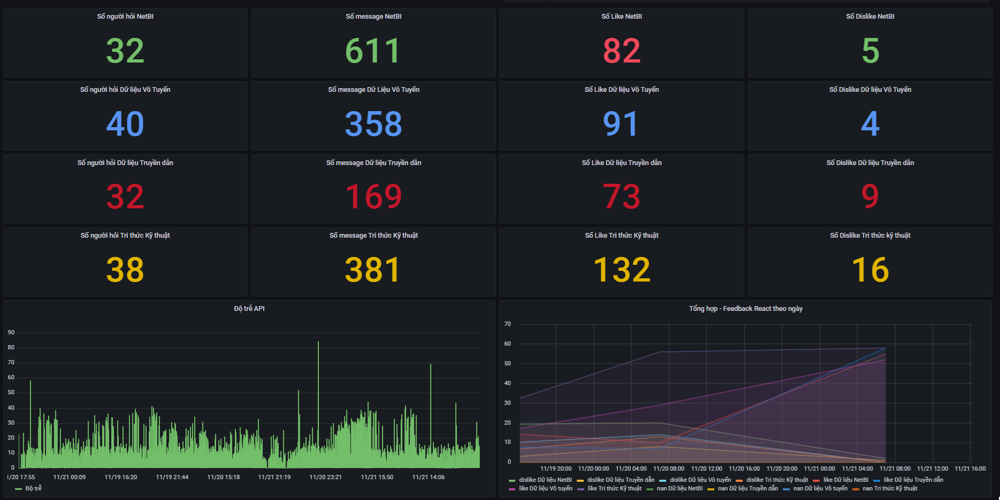 Số người hỏi NetBI
Số message NetBI
Số Like NetBI
Số Dislike NetBI
32
611
82
5
Số người hỏi Dữ liệu Vô Tuyến
Số message Dữ Liệu Vô Tuyến
Số Like Dữ liệu Vô Tuyến
Số Dislike Dữ liệu Vô Tuyến
40
358
91
4
Số người hỏi Dữ liệu Truyền dẫn
Số message Dữ liệu Truyền dẫn
Số Like Dữ liệu Truyền dẫn
Số Dislike Dữ liệu Truyền dẫn
32
169
73
9
Số người hỏi Tri thức Kỹ thuật
Số message Tri thức Kỹ thuật
Số Like Tri thức Kỹ thuật
Số Dislike Tri thức kỹ thuật
38
381
132
16
Độ trễ API
90
80
70
60
50
40
30
20
10
0
1/20 17:55 11/21 00:09 11/19 16:20 11/19 21:44 11/20 15:18 11/21 21:19 11/20 23:21 11/21 15:50 11/21 14:06
Độ trễ
Tổng hợp - Feedback React theo ngày
70
60
50
40
30
20
10
0
11/19 20:00 11/20 00:00 11/20 04:00 11/20 08:00 11/20 12:00 11/20 16:00 11/20 20:00 11/21 00:00 11/21 04:00 11/21 08:00 11/21 12:00 11/21 16:00
dislike Dữ liệu NetBI dislike Dữ liệu Truyền dẫn dislike Dữ liệu Vô tuyến dislike Tri thức Kỹ thuật like Dữ liệu NetBI like Dữ liệu Truyền dẫn
like Dữ liệu Vô tuyến like Tri thức Kỹ thuật nan Dữ liệu NetBI nan Dữ liệu Truyền dẫn nan Dữ liệu Vô tuyến nan Tri thức Kỹ thuật